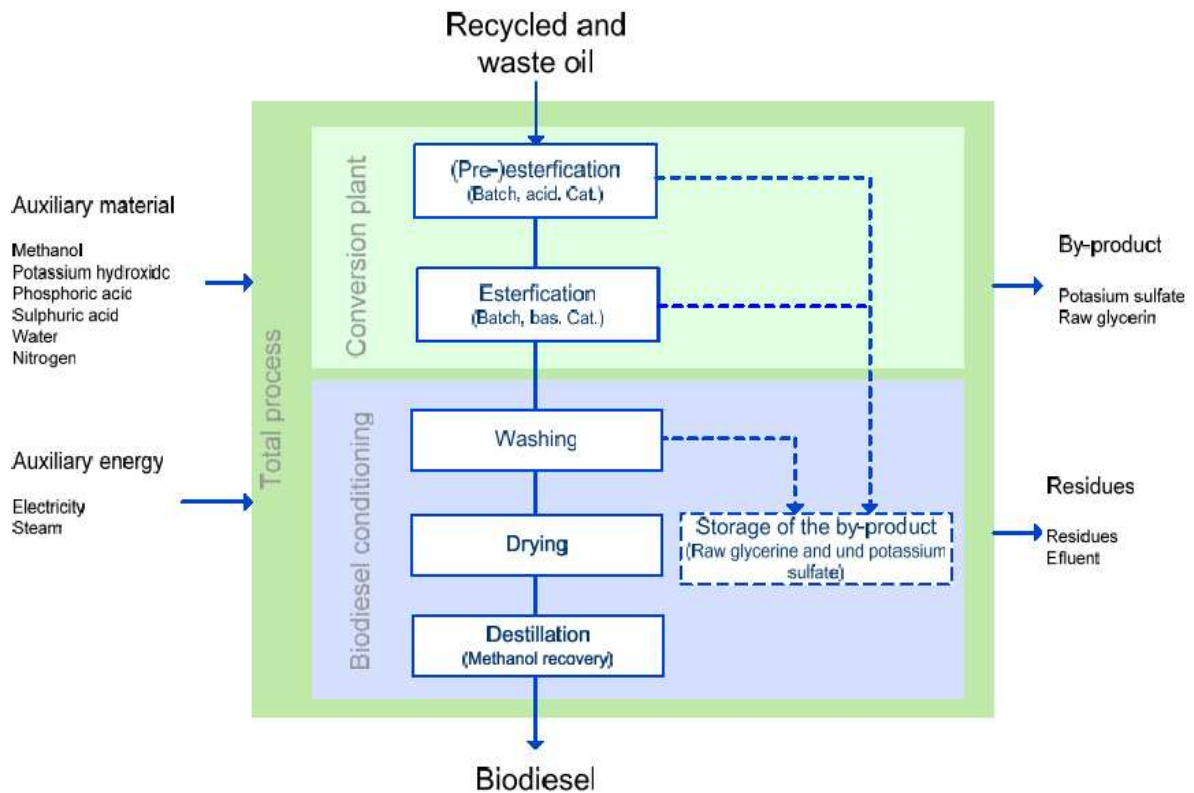 Recycled and
waste oil
Total process
Conversion plant
(Pre-)esterfication
(Batch, acid. Cat.)
Esterfication
(Batch, bas. Cat.)
Auxiliary material
Methanol
Potassium hydroxidc
Phosphoric acid
Sulphuric acid
Water
Nitrogen
By-product
Potasium sulfate
Raw glycerin
Auxiliary energy
Electricity
Steam
Biodiesel conditioning
Washing
Drying
Storage of the by-product
(Raw glycerine and und potassium
sulfate)
Destillation
(Methanol recovery)
Residues
Residues
Efluent
Biodiesel